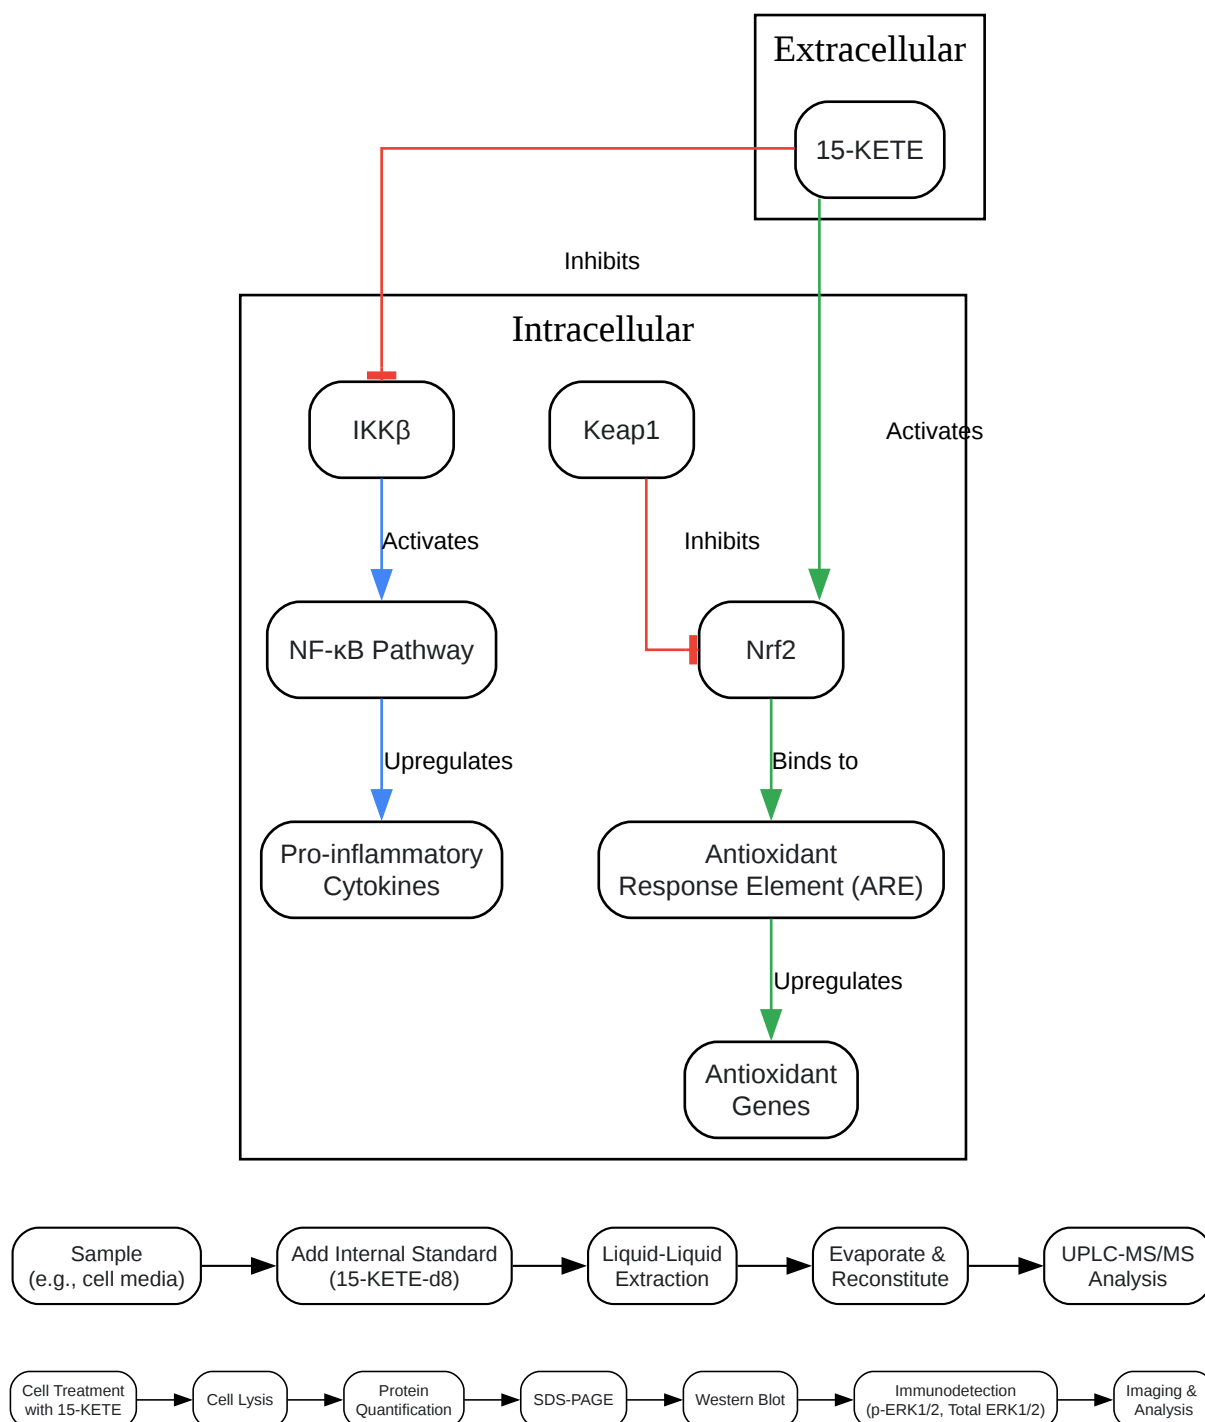 Extracellular
15-KETE
Inhibits
Intracellular
IKKβ
Keap1
Activates
Activates
Inhibits
NF-κB Pathway
Nrf2
Upregulates
Binds to
Pro-inflammatory
Cytokines
Antioxidant
Response Element (ARE)
Upregulates
Antioxidant
Genes
Sample
(e.g., cell media)
Add Internal Standard
(15-KETE-d8)
Liquid-Liquid
Extraction
Evaporate &
Reconstitute
UPLC-MS/MS
Analysis
Cell Treatment
with 15-KETE
Cell Lysis
Protein
Quantification
SDS-PAGE
Western Blot
Immunodetection
(p-ERK1/2, Total ERK1/2)
Imaging &
Analysis